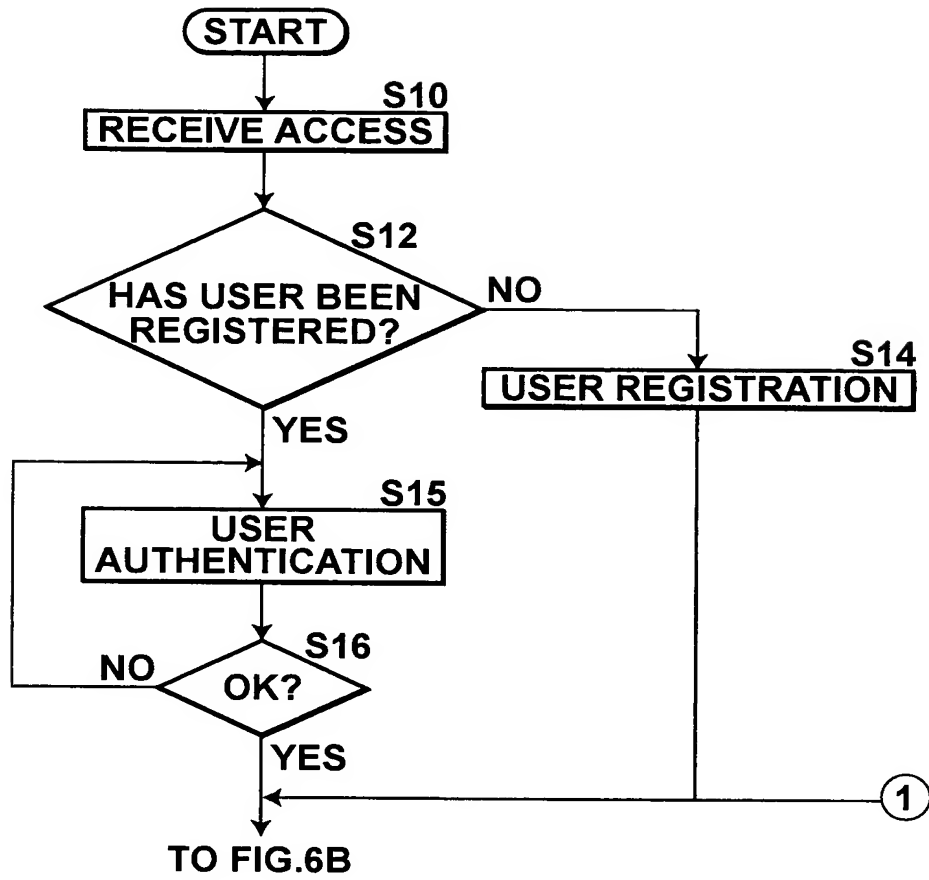 START
S10
RECEIVE ACCESS
S12
HAS USER BEEN
REGISTERED?
NO
S14
USER REGISTRATION
YES
S15
USER
AUTHENTICATION
S16
NO
OK?
YES
1
TO FIG.6B